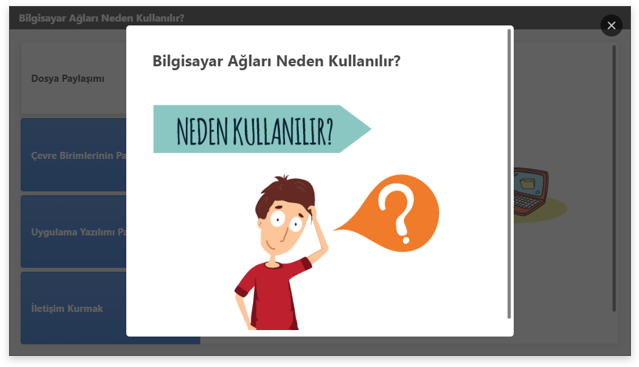 Bilgisayar Ağları Neden Kullanılır?
Bilgisayar Ağları Neden Kullanılır?
NEDEN KULLANILIR?
?
Dosya Paylaşımı
Çevre Birimlerinin Pa
Uygulama Yazılımı Pa
İletişim Kurmak